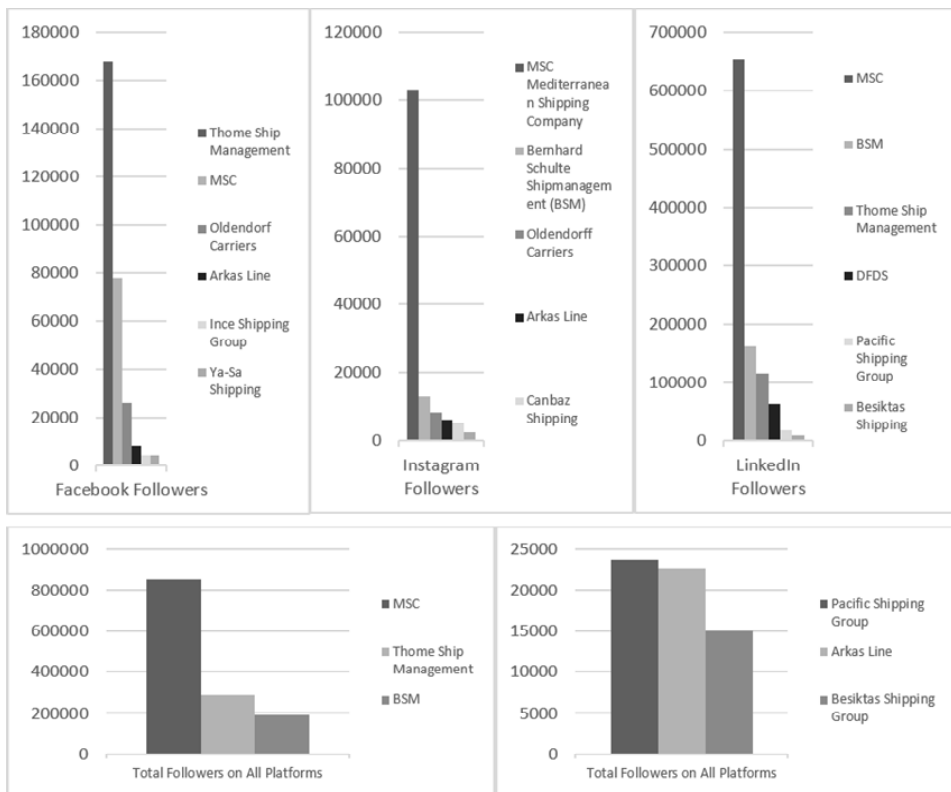 180000
160000
140000
120000
100000
80000
60000
40000
20000
0
Facebook Followers
Thome Ship
Management
MSC
Oldendorf
Carriers
Arkas Line
Ince Shipping
Group
Ya-Sa
Shipping
120000
100000
80000
60000
40000
20000
0
Instagram
Followers
MSC
Mediterranea
n Shipping
Company
Bernhard
Schulte
Shipmanagem
ent (BSM)
Oldendorff
Carriers
Arkas Line
Canbaz
Shipping
700000
600000
500000
400000
300000
200000
100000
0
LinkedIn
Followers
MSC
BSM
Thome Ship
Management
DFDS
Pacific
Shipping
Group
Besiktas
Shipping
1000000
800000
600000
400000
200000
0
Total Followers on All Platforms
MSC
Thome Ship
Management
BSM
25000
20000
15000
10000
5000
0
Total Followers on All Platforms
Pacific Shipping
Group
Arkas Line
Besiktas Shipping
Group